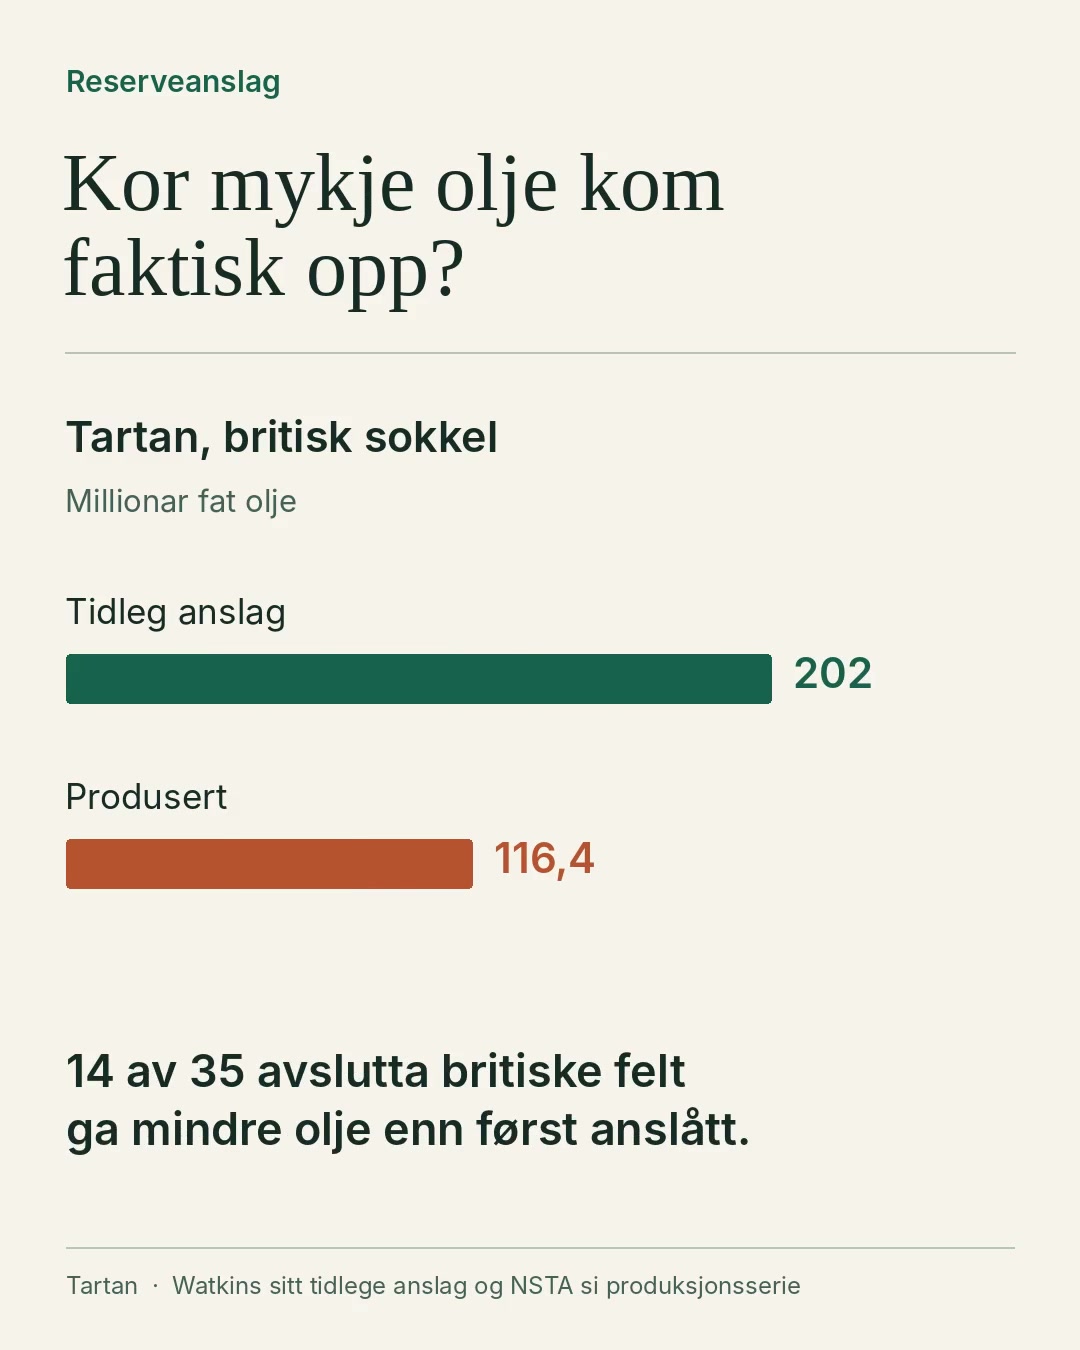 Reserveanslag
Kor mykje olje kom
faktisk opp?
Tartan, britisk sokkel
Millionar fat olje
Tidleg anslag
202
Produsert
116,4
14 av 35 avslutta britiske felt
ga mindre olje enn først anslått.
Tartan · Watkins sitt tidlege anslag og NSTA si produksjonsserie